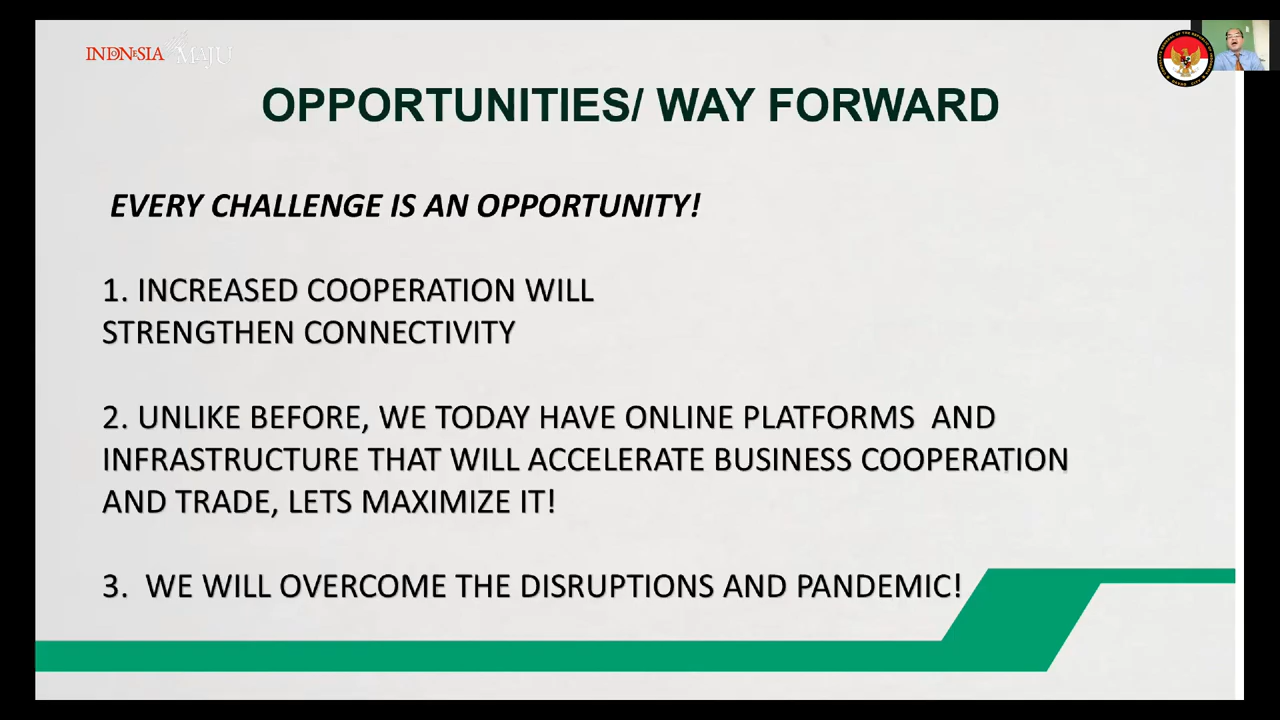 INDONESIA MAJU
OPPORTUNITIES/ WAY FORWARD
EVERY CHALLENGE IS AN OPPORTUNITY!
1. INCREASED COOPERATION WILL
STRENGTHEN CONNECTIVITY
2. UNLIKE BEFORE, WE TODAY HAVE ONLINE PLATFORMS AND
INFRASTRUCTURE THAT WILL ACCELERATE BUSINESS COOPERATION
AND TRADE, LETS MAXIMIZE IT!
3. WE WILL OVERCOME THE DISRUPTIONS AND PANDEMIC!